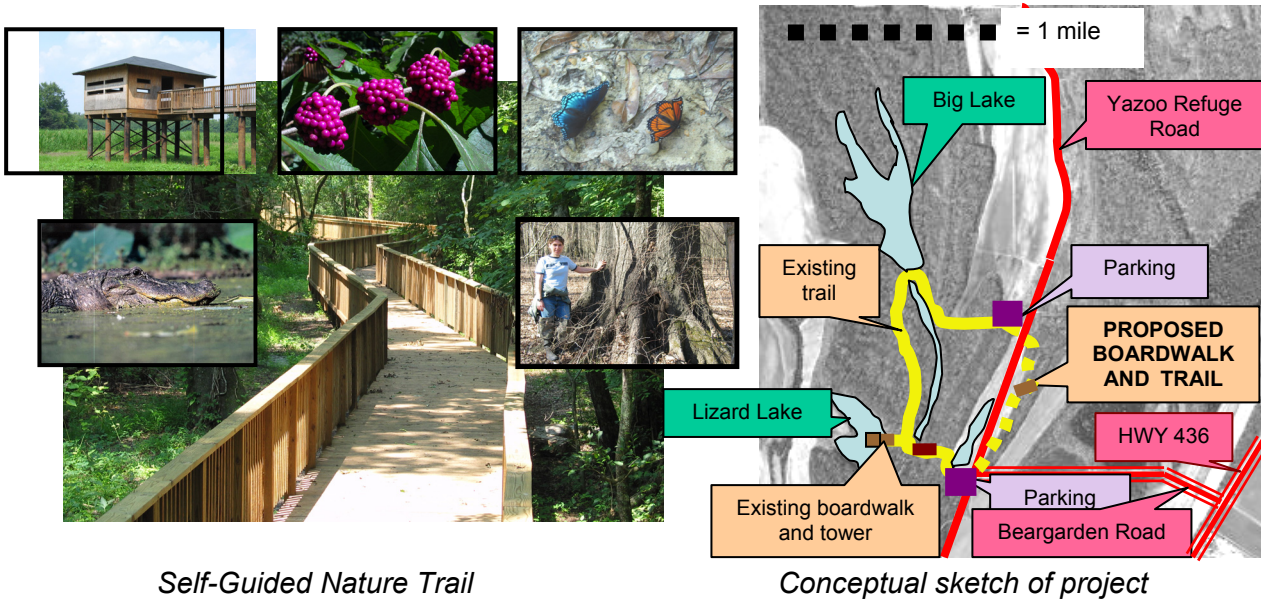 = 1 mile
Big Lake
Yazoo Refuge
Road
Existing
trail
Parking
PROPOSED
BOARDWALK
AND TRAIL
Lizard Lake
HWY 436
Existing boardwalk
and tower
Parking
Beargarden Road
Self-Guided Nature Trail
Conceptual sketch of project